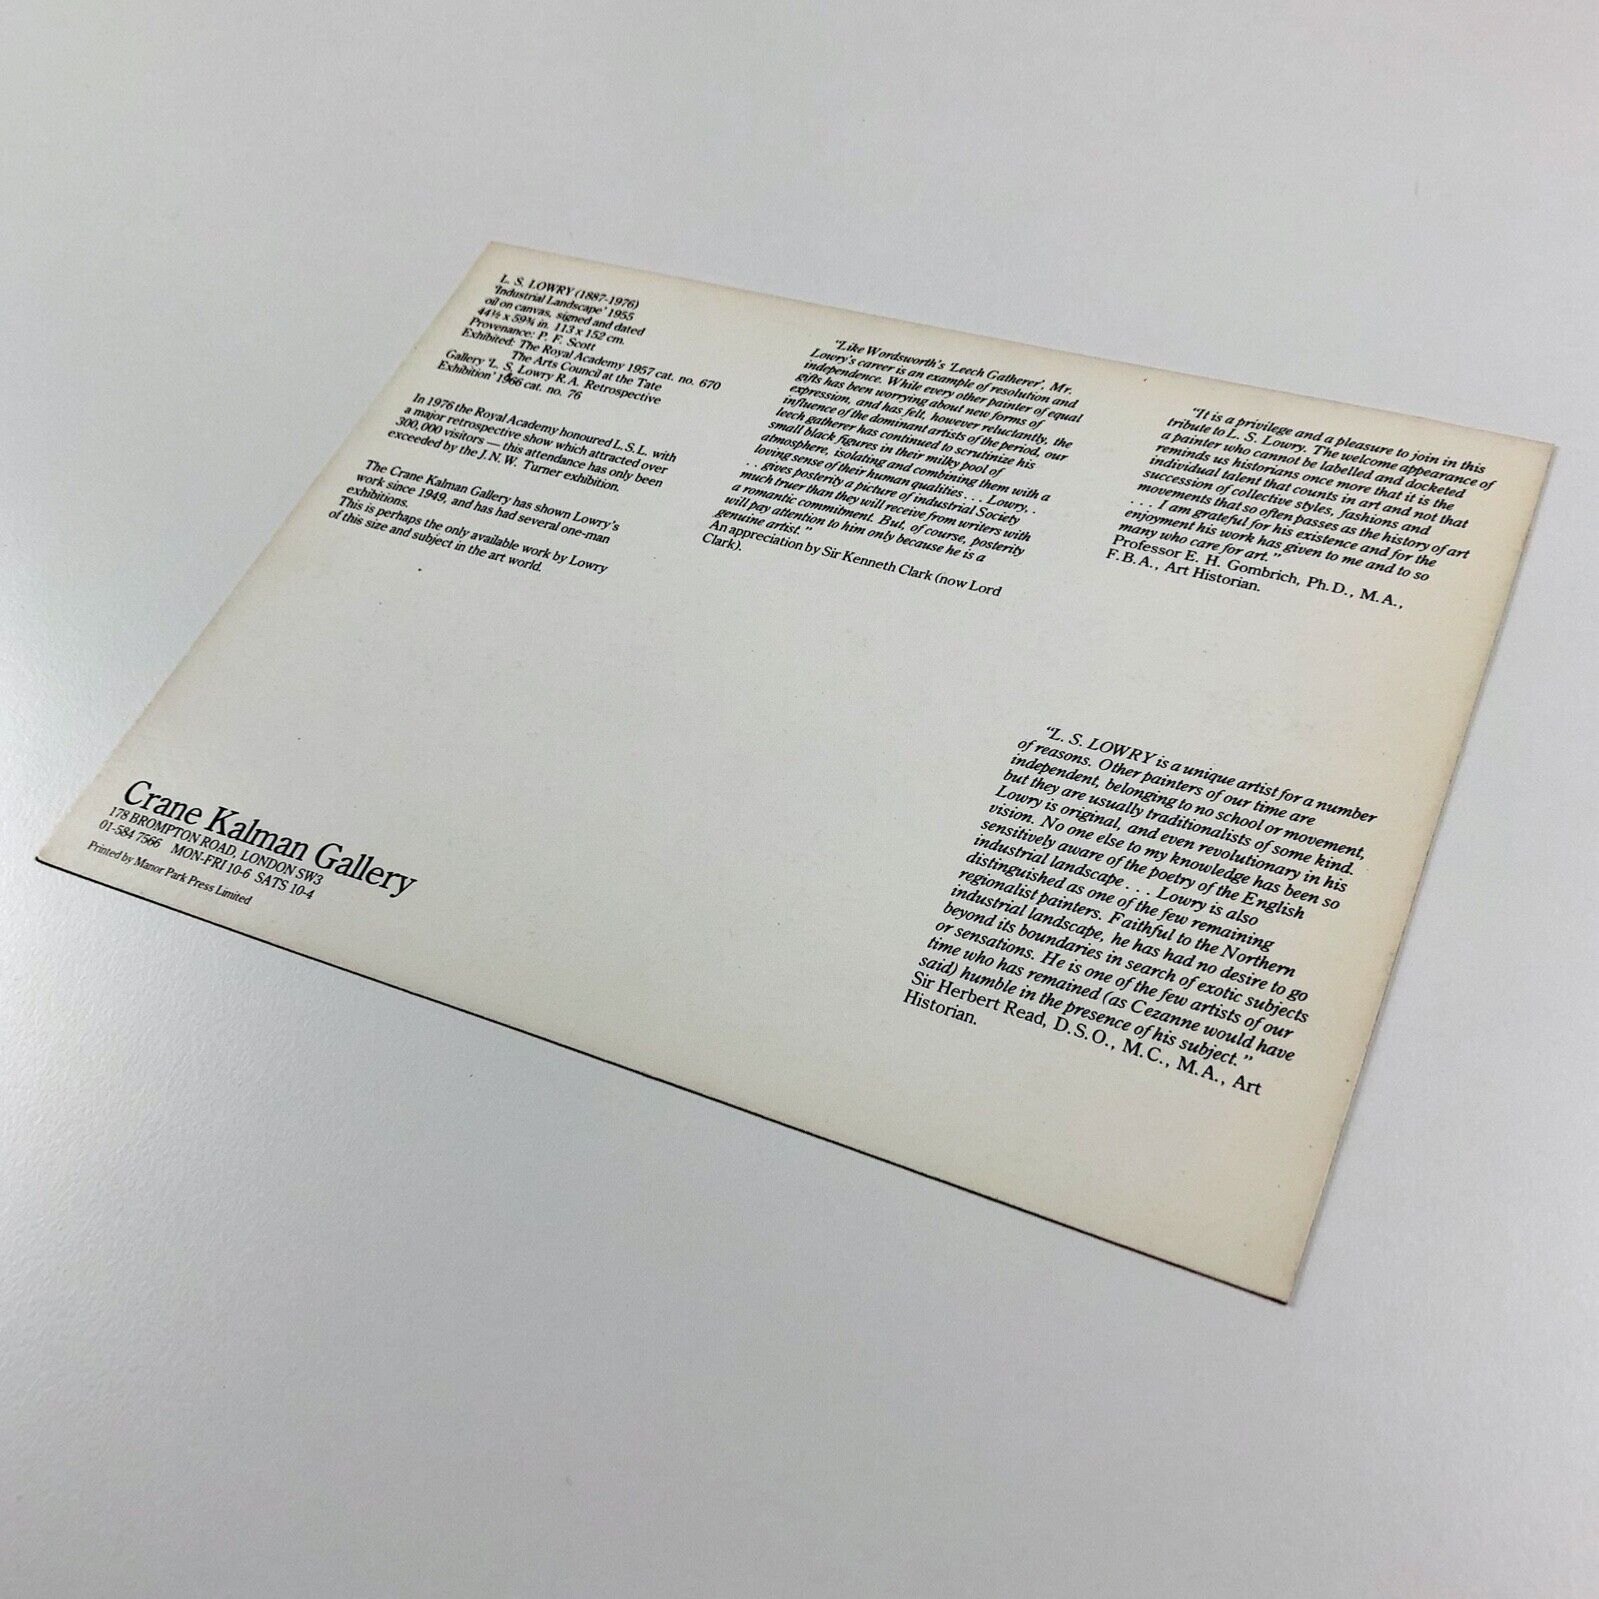 L. S. LOWRY (1887-1976)
'Industrial Landscape' 1955
oil on canvas, signed and dated
44½ x 59¾ in. 113 x 152 cm.
Provenance: P. F. Scott
Exhibited: The Royal Academy 1957 cat. no. 670
The Arts Council at the Tate
Gallery 'L. S. Lowry R.A. Retrospective
Exhibition' 1966 cat. no. 76
In 1976 the Royal Academy honoured L.S.L. with
a major retrospective show which attracted over
300,000 visitors — this attendance has only been
exceeded by the J.N.W. Turner exhibition.
The Crane Kalman Gallery has shown Lowry's
work since 1949, and has had several one-man
exhibitions.
This is perhaps the only available work by Lowry
of this size and subject in the art world.
Crane Kalman Gallery
178 BROMPTON ROAD, LONDON SW3
01-584 7566 MON-FRI 10-6 SATS 10-4
Printed by Manor Park Press Limited
"Like Wordsworth's 'Leech Gatherer', Mr.
Lowry's career is an example of resolution and
independence. While every other painter of equal
gifts has been worrying about new forms of
expression, and has fell, however reluctantly, the
influence of the dominant artists of the period, our
leech gatherer has continued to scrutinize his
small black figures in their milky pool of
atmosphere, isolating and combining them with a
loving sense of their human qualities . . . Lowry, .
. . gives posterity a picture of industrial Society
much truer than they will receive from writers with
a romantic commitment. But, of course, posterity
will pay attention to him only because he is a
genuine artist."
An appreciation by Sir Kenneth Clark (now Lord
Clark).
"It is a privilege and a pleasure to join in this
tribute to L. S. Lowry. The welcome appearance of
a painter who cannot be labelled and docketed
reminds us historians once more that it is the
individual talent that counts in art and not that
succession of collective styles, fashions and
movements that so often passes as the history of art
. . . I am grateful for his existence and for the
enjoyment his work has given to me and to so
many who care for art."
Professor E. H. Gombrich, Ph.D., M.A.,
F.B.A., Art Historian.
"L. S. LOWRY is a unique artist for a number
of reasons. Other painters of our time are
independent, belonging to no school or movement,
but they are usually traditionalists of some kind.
Lowry is original, and even revolutionary in his
vision. No one else to my knowledge has been so
sensitively aware of the poetry of the English
industrial landscape . . . Lowry is also
distinguished as one of the few remaining
regionalist painters. Faithful to the Northern
industrial landscape, he has had no desire to go
beyond its boundaries in search of exotic subjects
or sensations. He is one of the few artists of our
time who has remained (as Cezanne would have
said) humble in the presence of his subject."
Sir Herbert Read, D.S.O., M.C., M.A., Art
Historian.